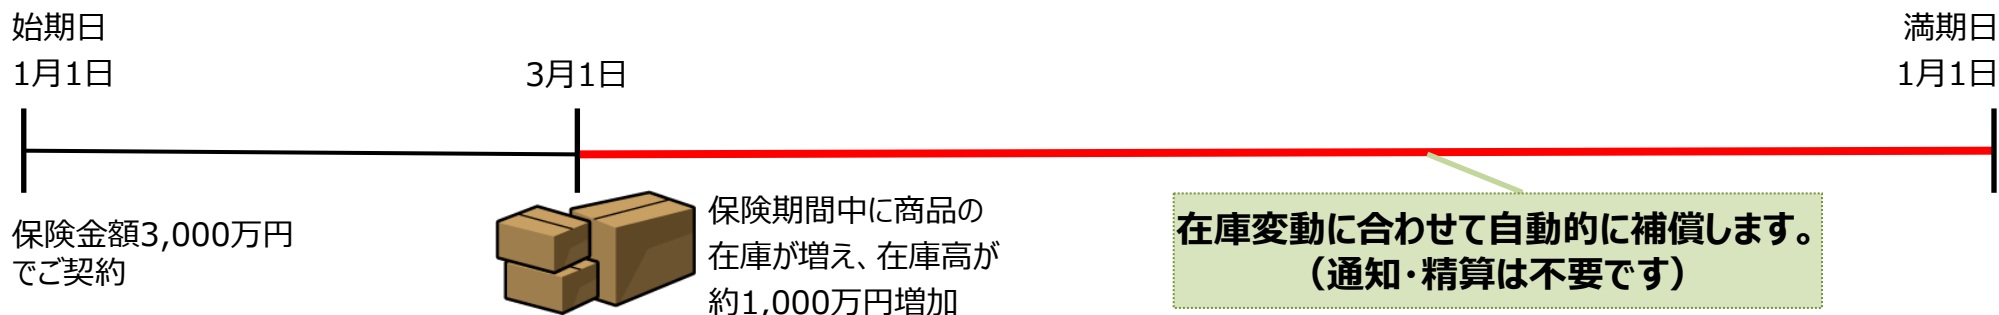 始期日
1月1日
3月1日
満期日
1月1日
保険金額3,000万円
でご契約
保険期間中に商品の
在庫が増え、在庫高が
約1,000万円増加
在庫変動に合わせて自動的に補償します。
（通知・精算は不要です）